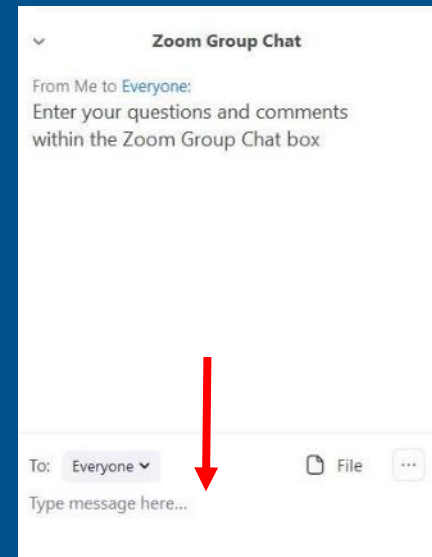 Zoom Group Chat
From Me to Everyone:
Enter your questions and comments
within the Zoom Group Chat box
To: Everyone File ...
Type message here...